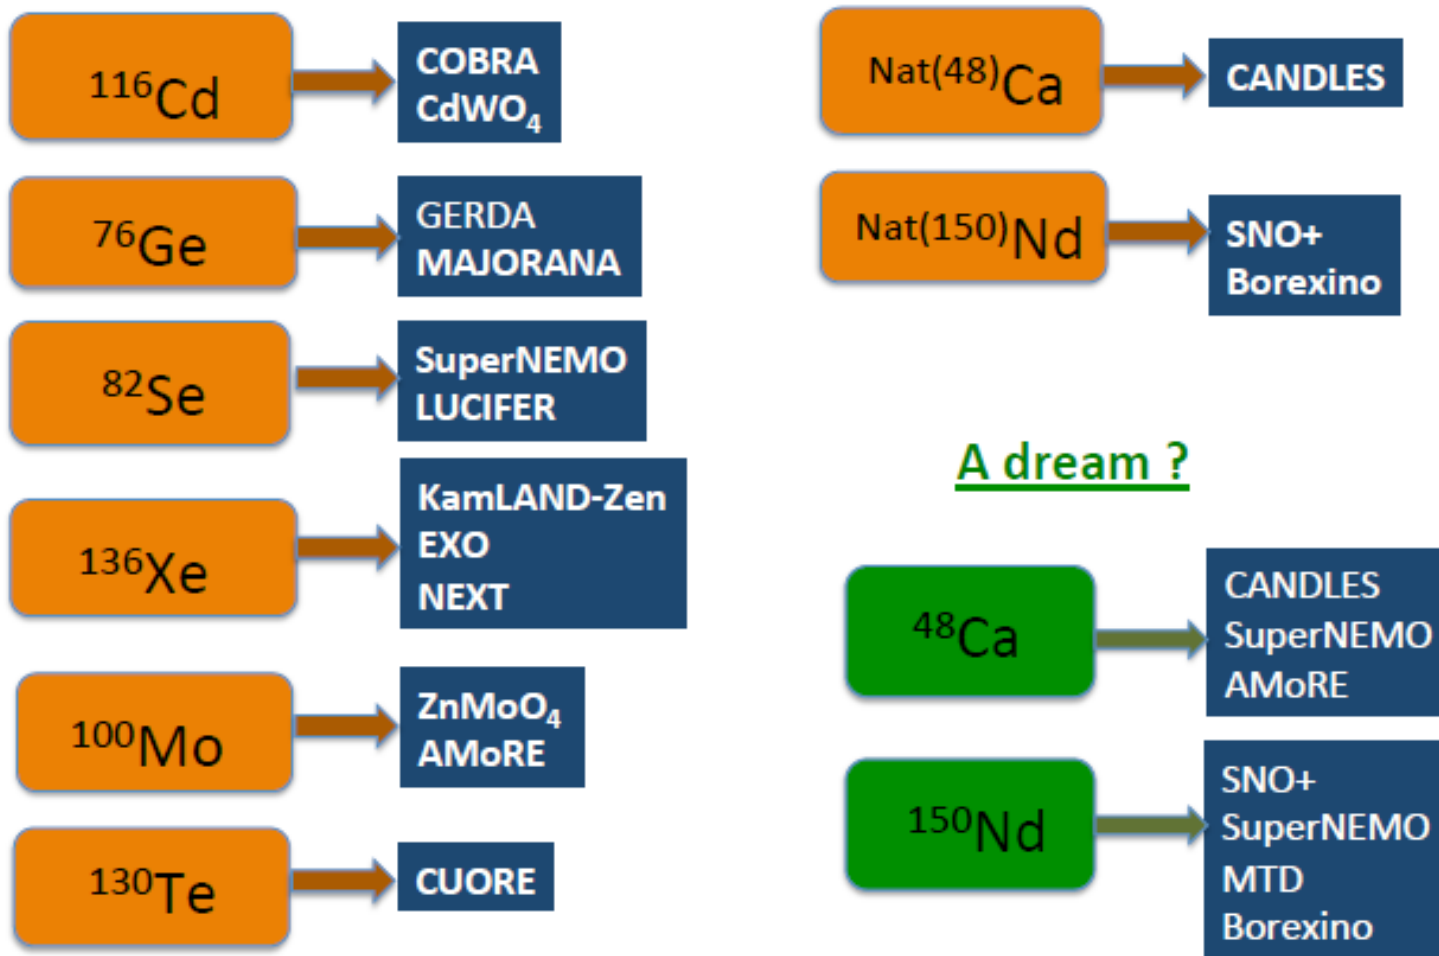 ¹¹⁶Cd
COBRA
CdWO₄
⁷⁶Ge
GERDA
MAJORANA
⁸²Se
SuperNEMO
LUCIFER
¹³⁶Xe
KamLAND-Zen
EXO
NEXT
¹⁰⁰Mo
ZnMoO₄
AMoRE
¹³⁰Te
CUORE
ᴺᵃᵗ⁽⁴⁸⁾Ca
CANDLES
ᴺᵃᵗ⁽¹⁵⁰⁾Nd
SNO+
Borexino
A dream ?
⁴⁸Ca
CANDLES
SuperNEMO
AMoRE
¹⁵⁰Nd
SNO+
SuperNEMO
MTD
Borexino